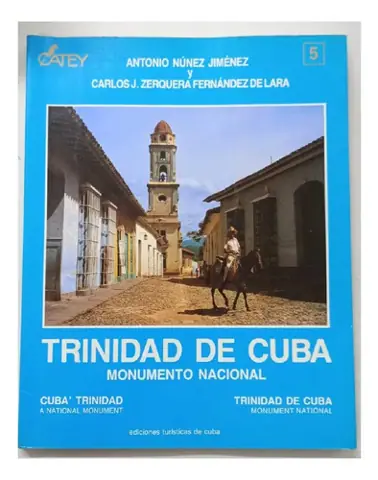 CATEY
ANTONIO NÚÑEZ JIMÉNEZ
y
CARLOS J. ZERQUERA FERNÁNDEZ DE LARA
5
TRINIDAD DE CUBA
MONUMENTO NACIONAL
CUBA' TRINIDAD
A NATIONAL MONUMENT
TRINIDAD DE CUBA
MONUMENT NATIONAL
ediciones turísticas de cuba